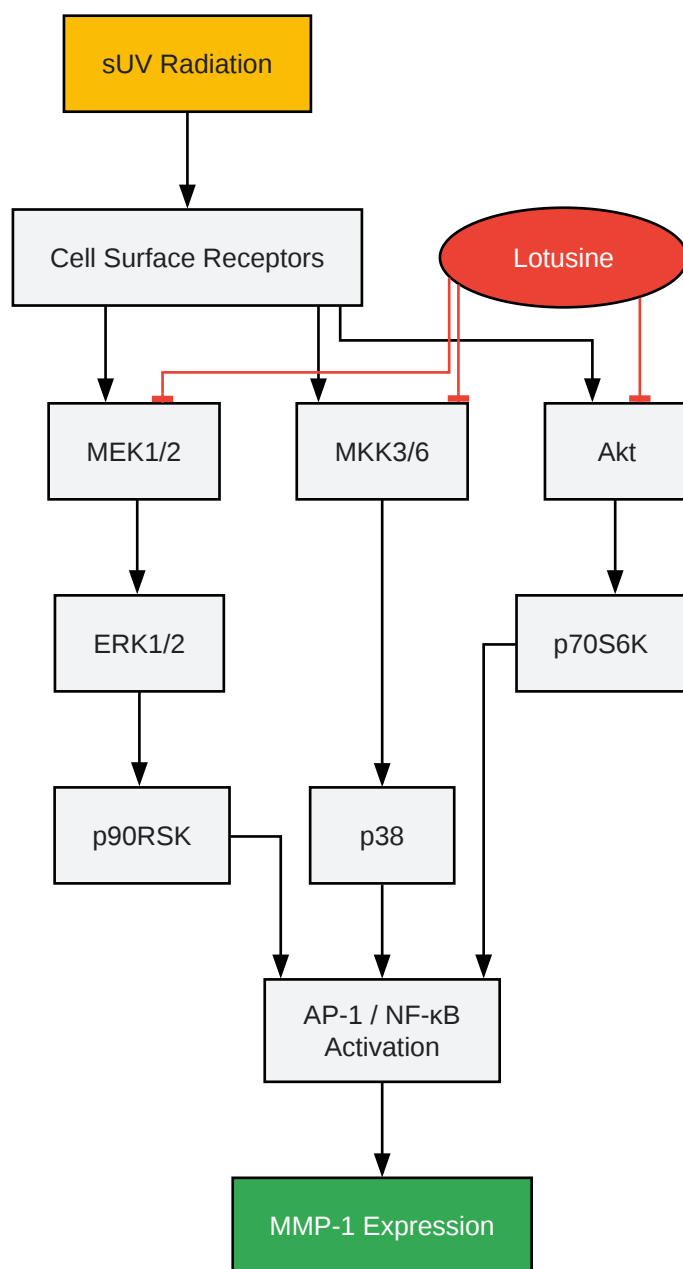 sUV Radiation
Cell Surface Receptors
Lotusine
MEK1/2
MKK3/6
Akt
ERK1/2
p70S6K
p90RSK
p38
AP-1 / NF-κB
Activation
MMP-1 Expression